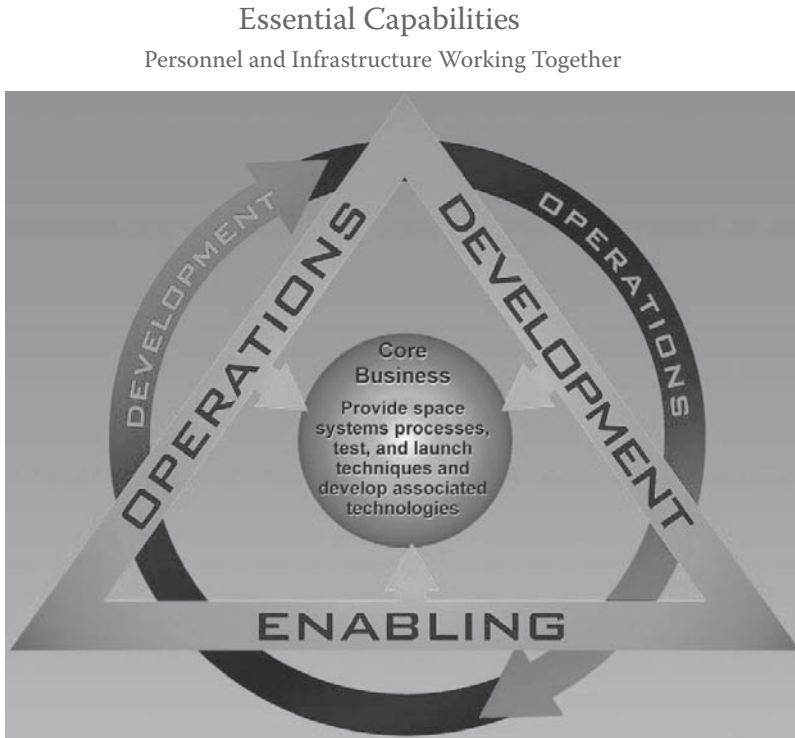 Essential Capabilities
Personnel and Infrastructure Working Together
DEVELOPMENT
OPERATIONS
OPERATIONS
DEVELOPMENT
Core
Business
Provide space
systems processes,
test, and launch
techniques and
develop associated
technologies
ENABLING